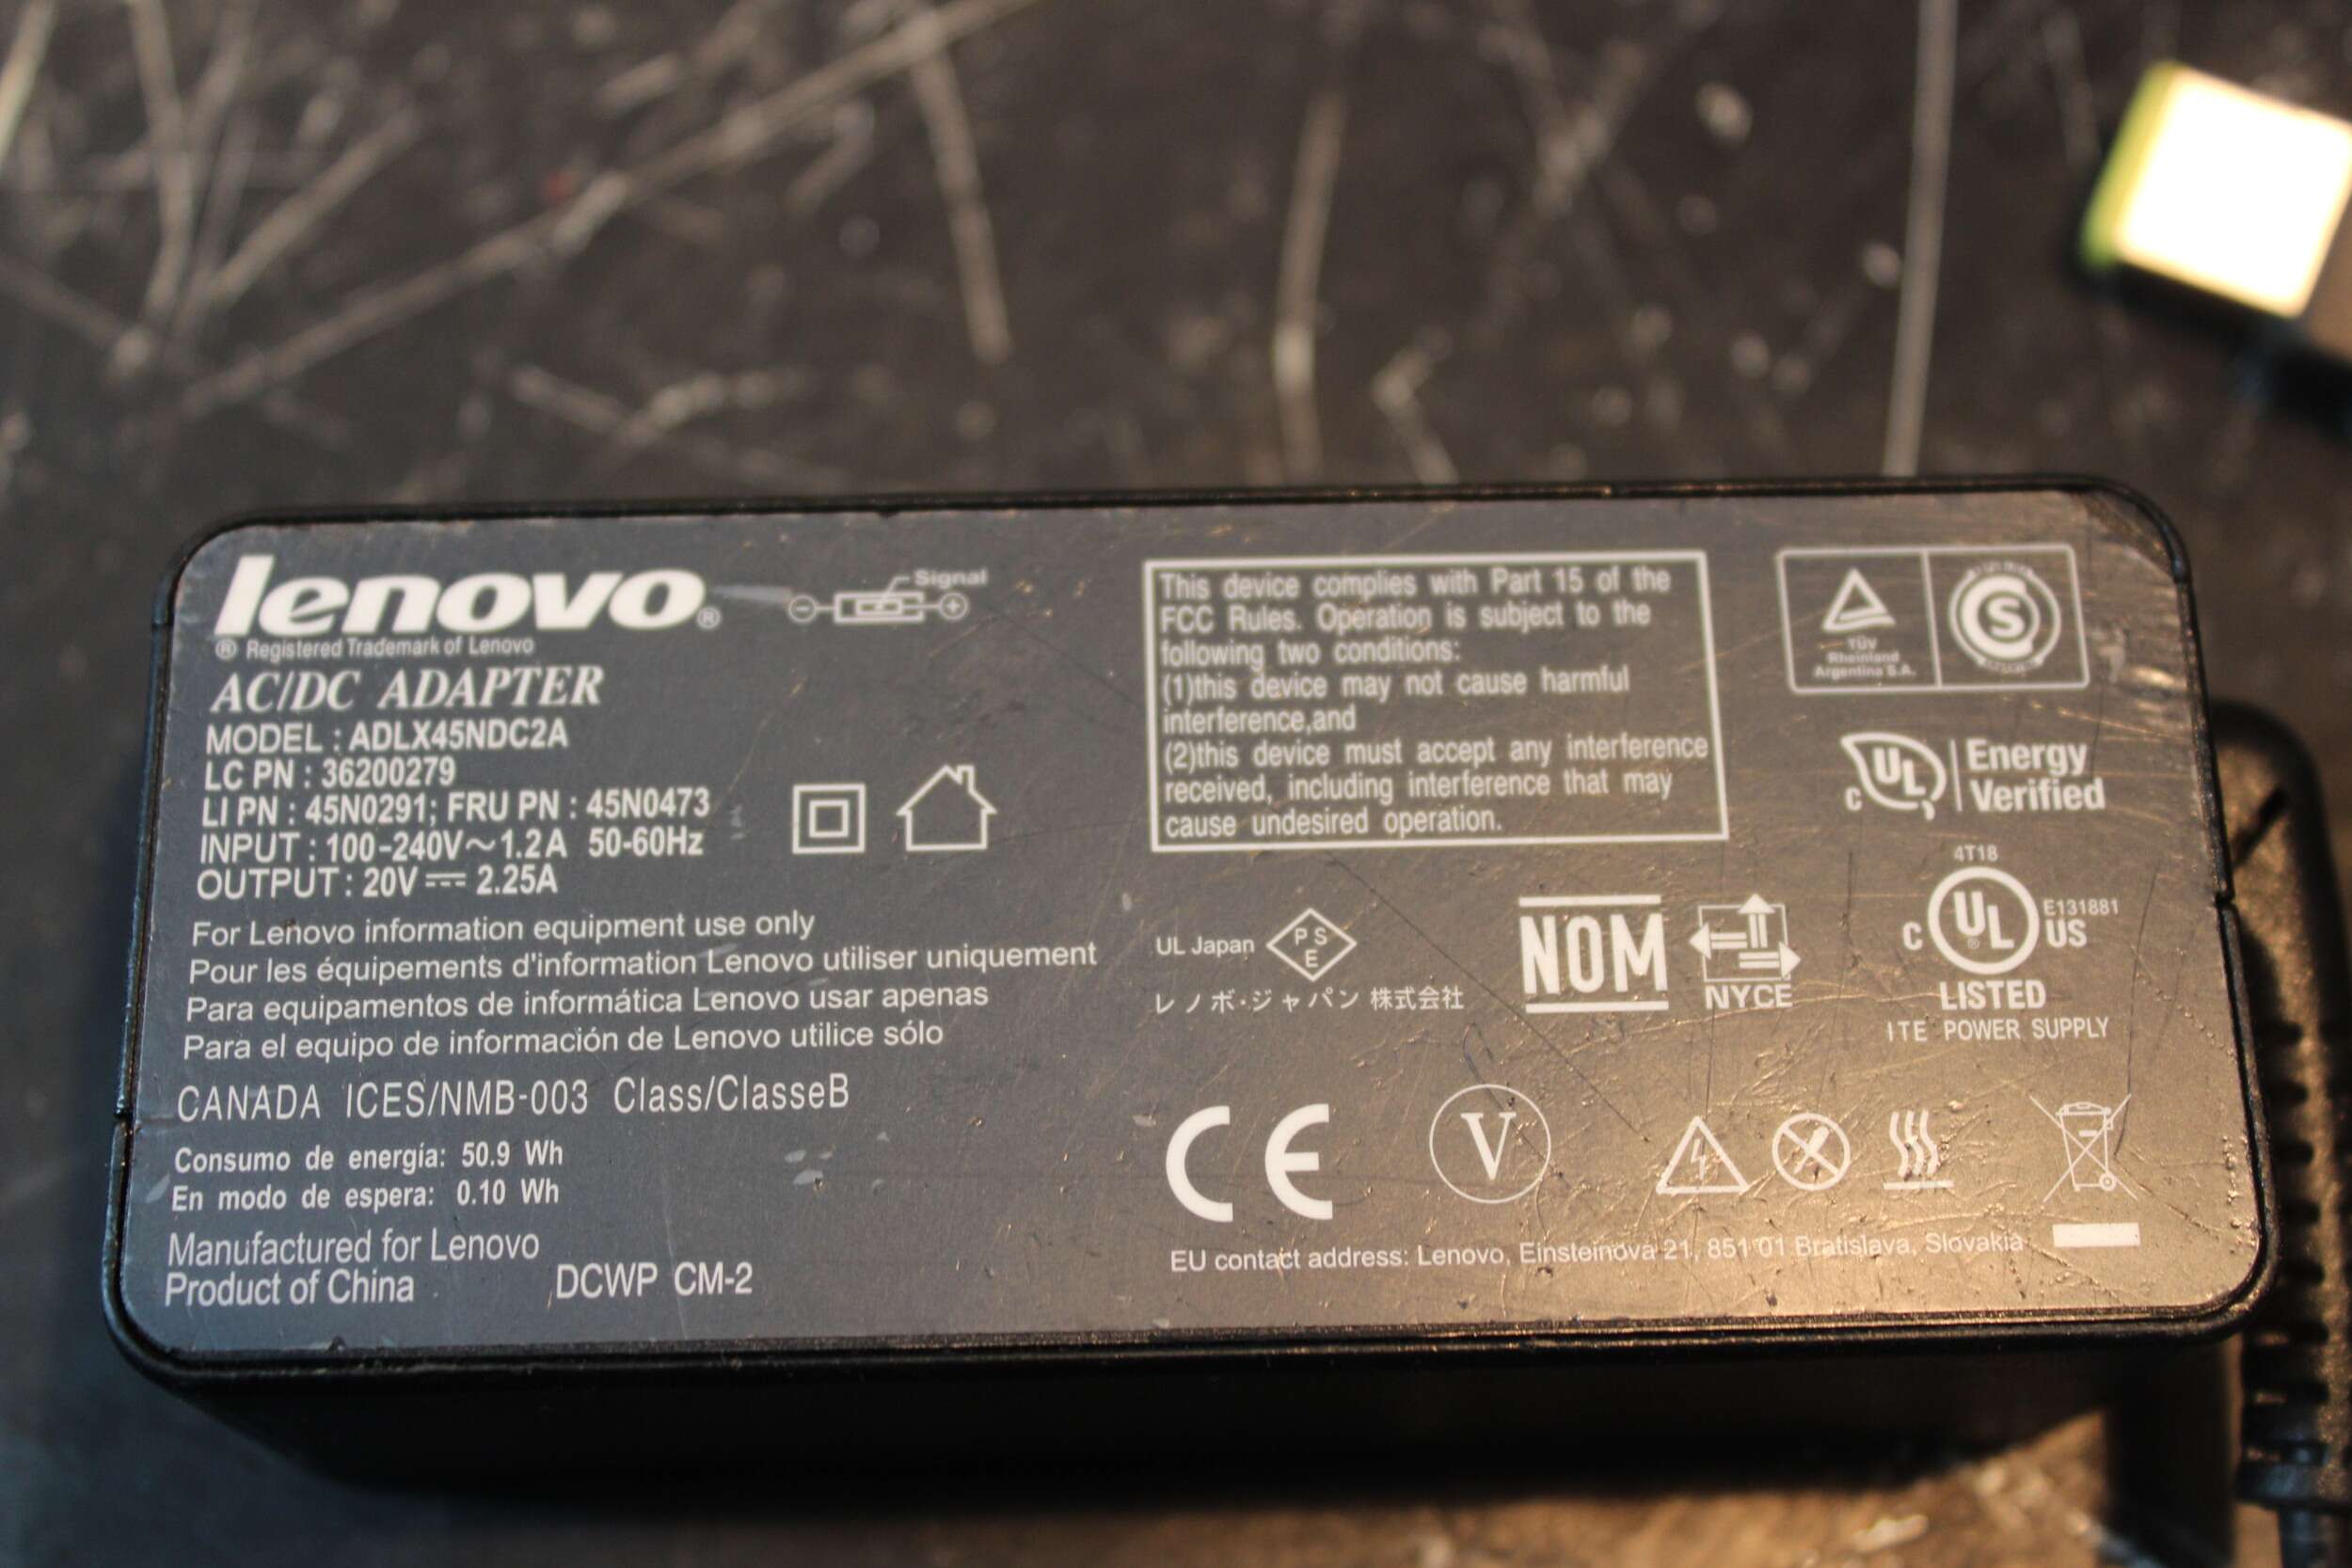 lenovo®
® Registered Trademark of Lenovo
Signal
AC/DC ADAPTER
MODEL : ADLX45NDC2A
LC PN : 36200279
LI PN : 45N0291; FRU PN : 45N0473
INPUT : 100-240V～1.2A 50-60Hz
OUTPUT : 20V ⎓ 2.25A
For Lenovo information equipment use only
Pour les équipements d'information Lenovo utiliser uniquement
Para equipamentos de informática Lenovo usar apenas
Para el equipo de información de Lenovo utilice sólo
CANADA ICES/NMB-003 Class/ClasseB
Consumo de energía: 50.9 Wh
En modo de espera: 0.10 Wh
Manufactured for Lenovo
Product of China
DCWP CM-2
This device complies with Part 15 of the
FCC Rules. Operation is subject to the
following two conditions:
(1)this device may not cause harmful
interference,and
(2)this device must accept any interference
received, including interference that may
cause undesired operation.
TÜV
Rheinland
Argentina S.A.
S
c UL
Energy
Verified
UL Japan
PS
E
レノボ・ジャパン 株式会社
NOM
NYCE
4T18
C UL® US
E131881
LISTED
ITE POWER SUPPLY
CE
V
EU contact address: Lenovo, Einsteinova 21, 851 01 Bratislava, Slovakia